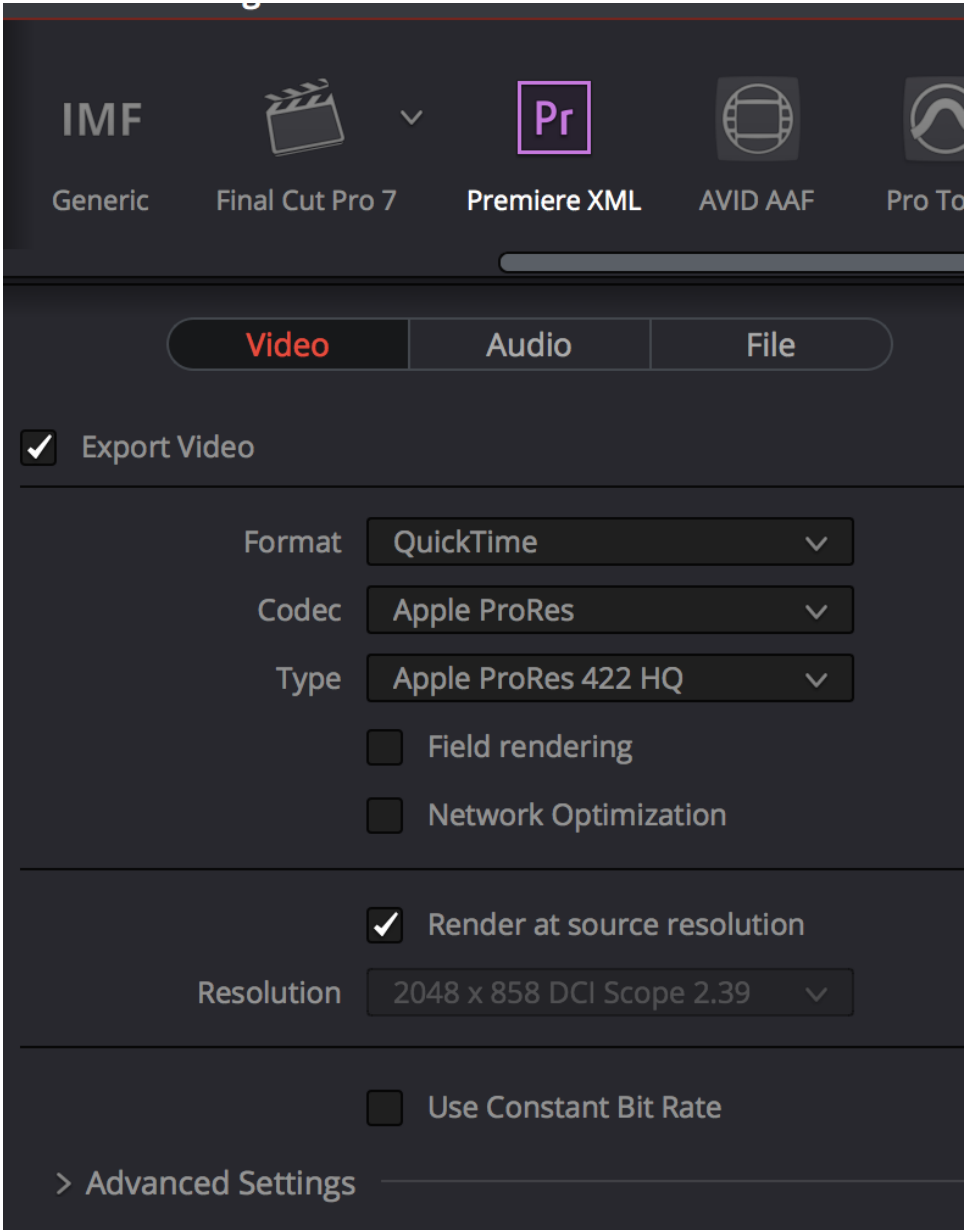 IMF
Pr
Generic
Final Cut Pro 7
Premiere XML
AVID AAF
Pro To
Video
Audio
File
Export Video
Format QuickTime
Codec Apple ProRes
Type Apple ProRes 422 HQ
Field rendering
Network Optimization
Render at source resolution
Resolution 2048 x 858 DCI Scope 2.39
Use Constant Bit Rate
Advanced Settings